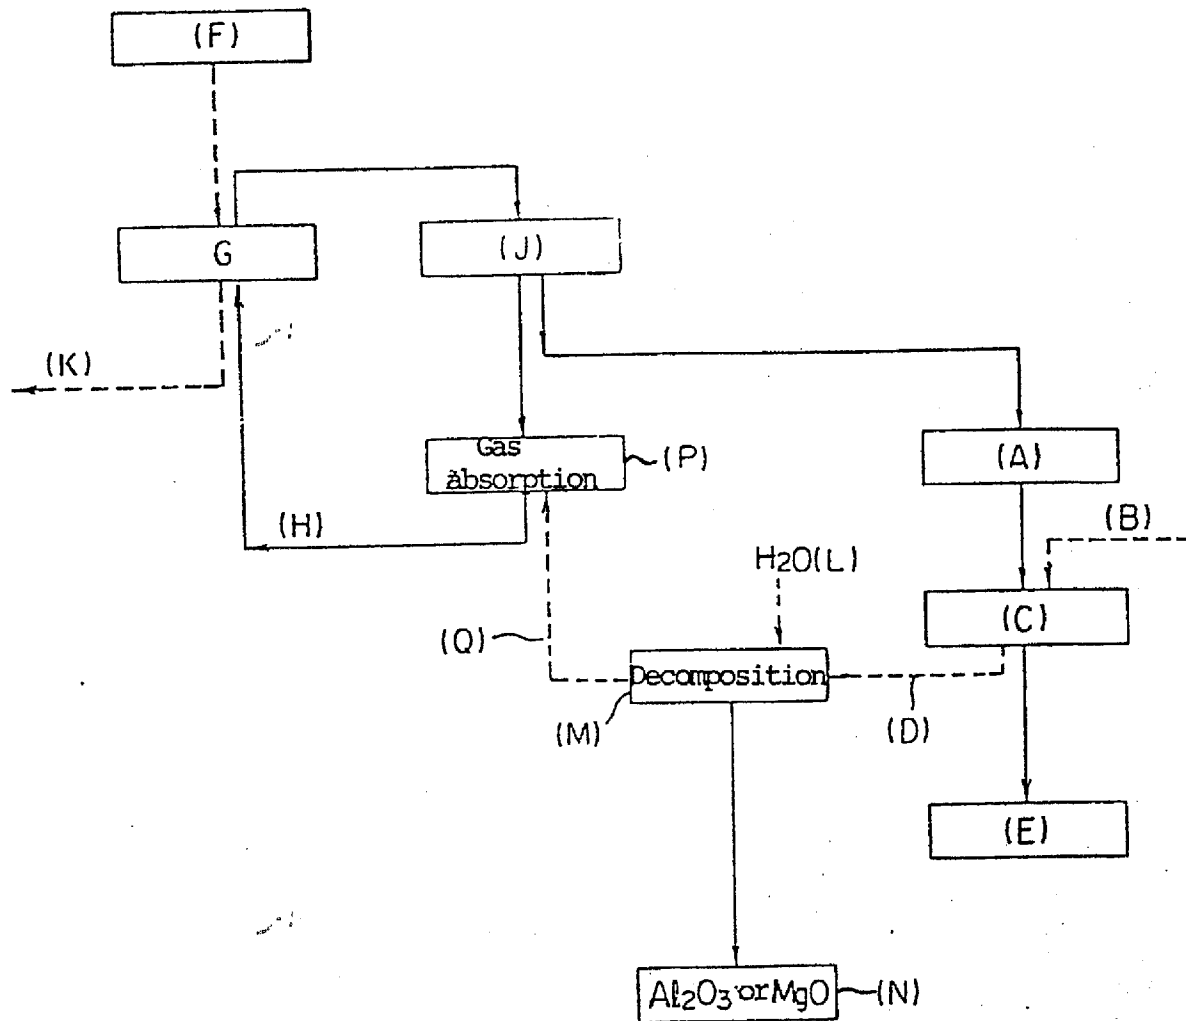 (F)
G
(J)
(K)
Gas
absorption
(P)
(A)
(H)
(B)
H2O(L)
(C)
(Q)
Decomposition
(M)
(D)
(E)
Al2O3 or MgO
(N)